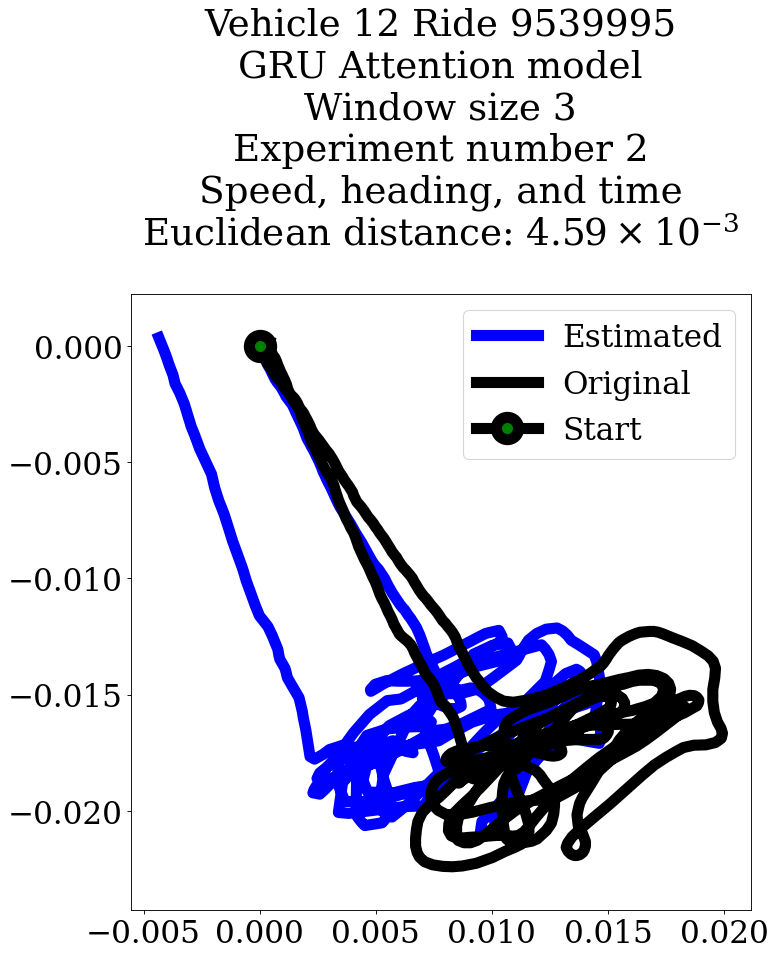 Vehicle 12 Ride 9539995
GRU Attention model
Window size 3
Experiment number 2
Speed, heading, and time
Euclidean distance: 4.59 × 10⁻³
Estimated
Original
Start
0.000
−0.005
−0.010
−0.015
−0.020
−0.005 0.000 0.005 0.010 0.015 0.020